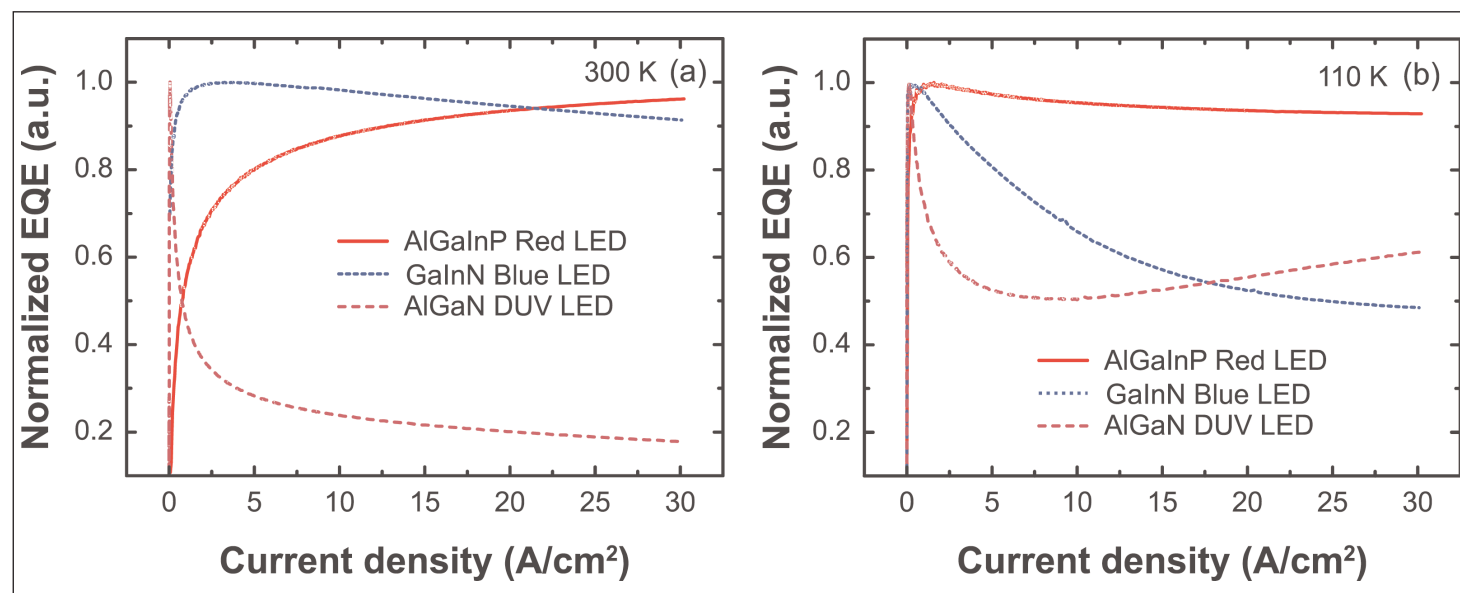 300 K (a)
Normalized EQE (a.u.)
1.0
0.8
0.6
0.4
0.2
AlGaInP Red LED
GaInN Blue LED
AlGaN DUV LED
0 5 10 15 20 25 30
Current density (A/cm²)
110 K (b)
Normalized EQE (a.u.)
1.0
0.8
0.6
0.4
0.2
AlGaInP Red LED
GaInN Blue LED
AlGaN DUV LED
0 5 10 15 20 25 30
Current density (A/cm²)